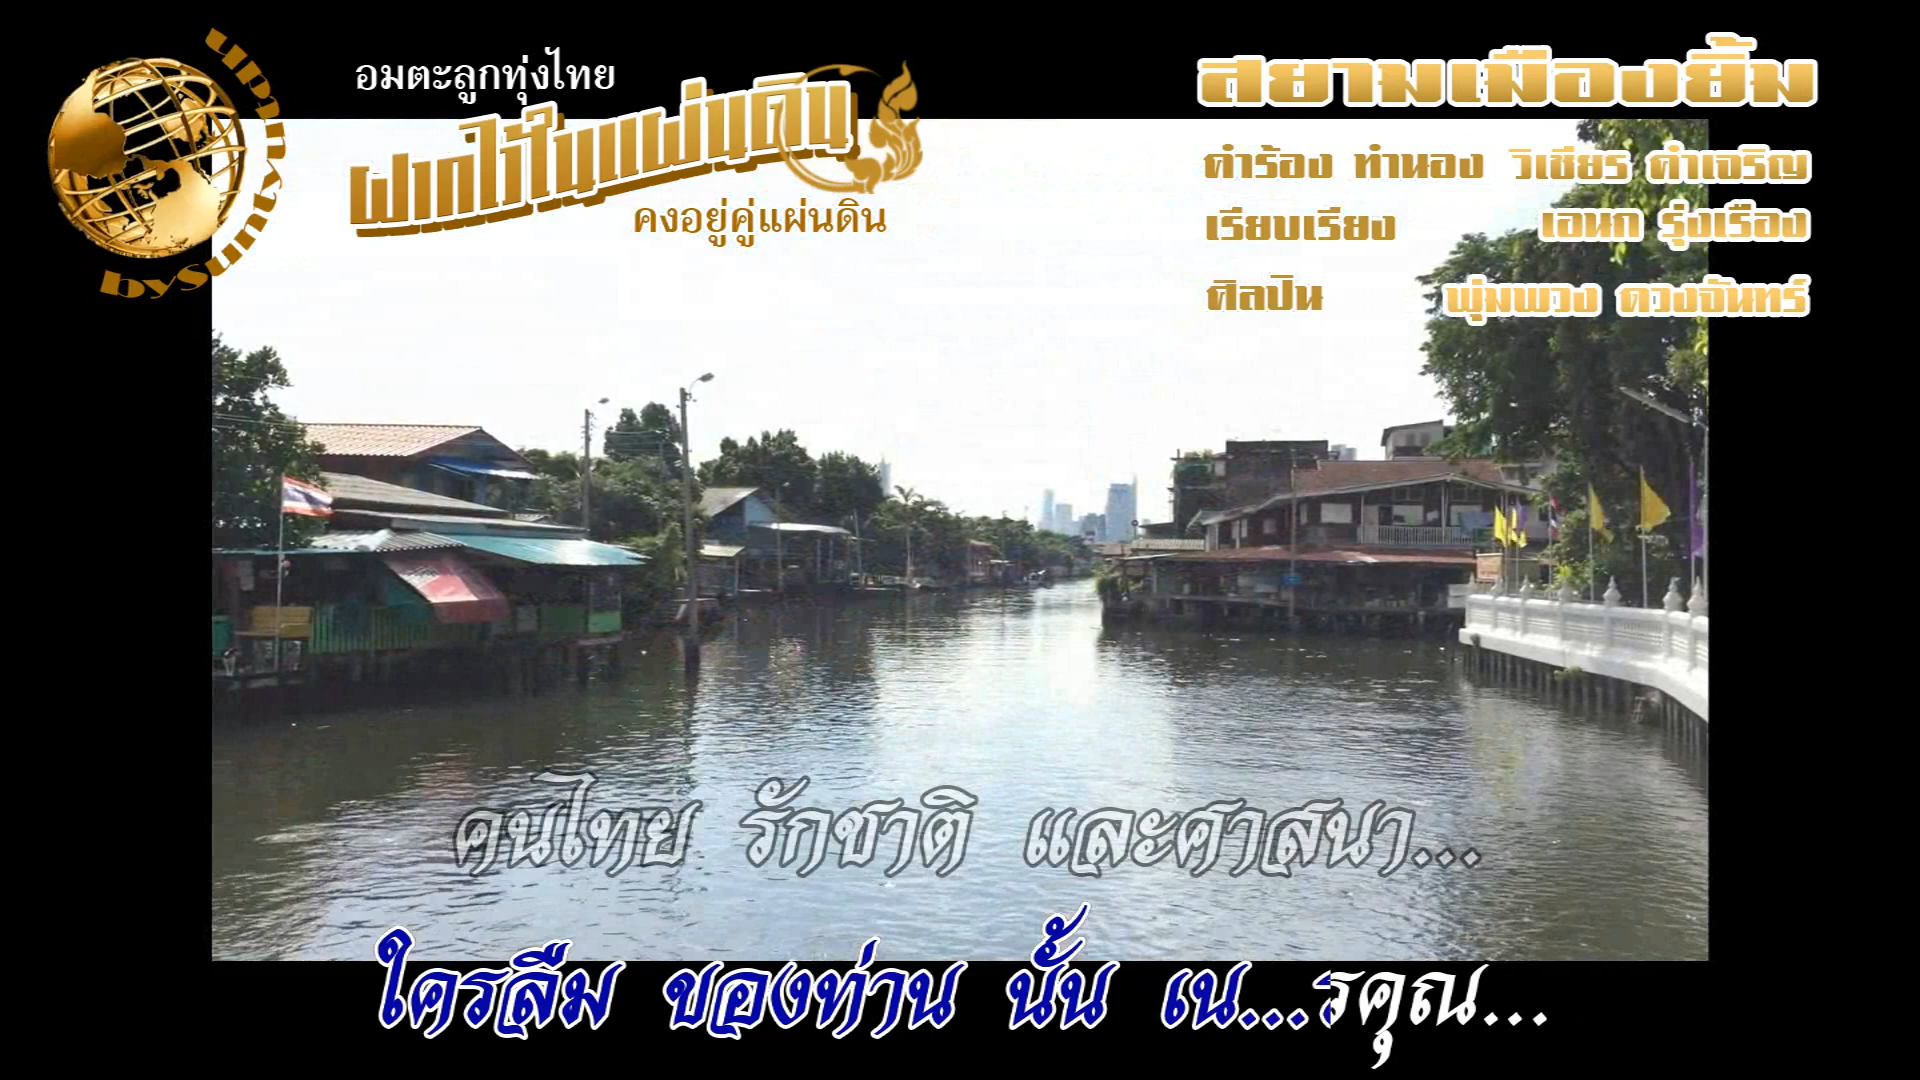 bysuntykung
อมตะลูกทุ่งไทย
ฝากไว้ในแผ่นดิน
คงอยู่คู่แผ่นดิน
สยามเมืองยิ้ม
คำร้อง ทำนอง วิเชียร คำเจริญ
เรียบเรียง เอนก รุ่งเรือง
ศิลปิน พุ่มพวง ดวงจันทร์
คนไทย รักชาติ และศาสนา...
ใครลืม ของท่าน นั้น เน...รคุณ...